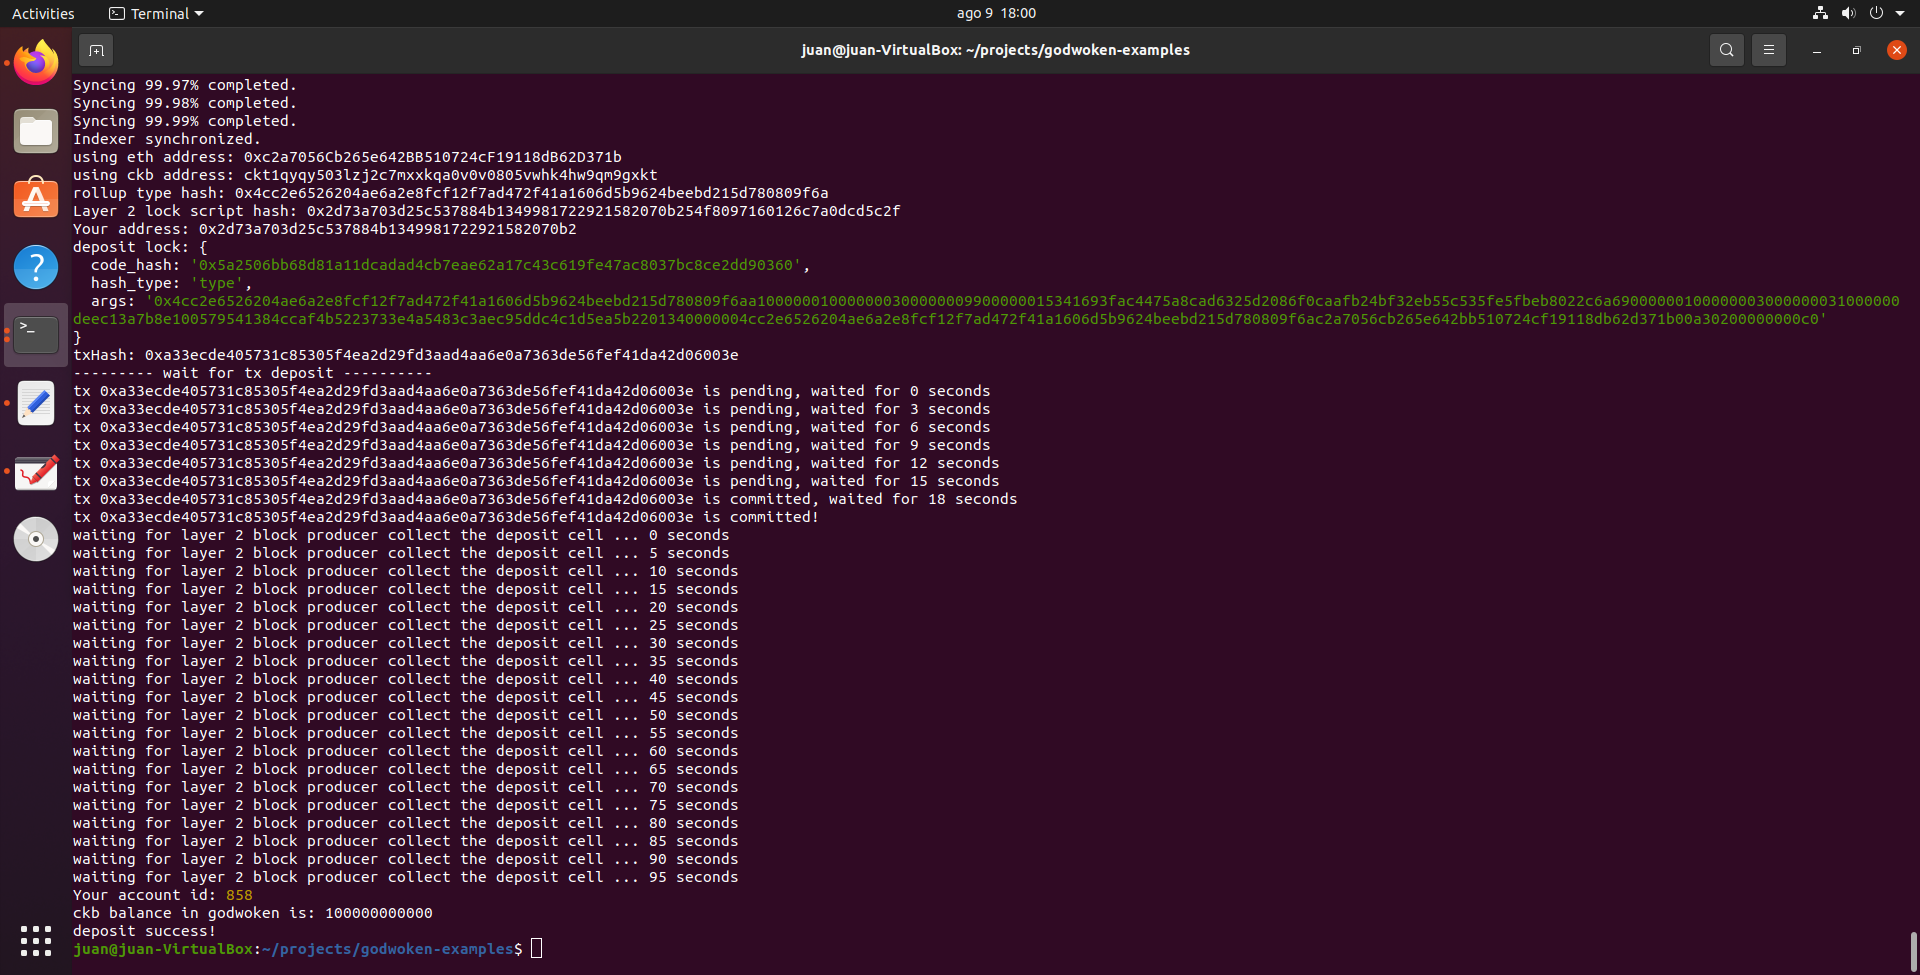 Activities
Terminal
ago 9 18:00
juan@juan-VirtualBox: ~/projects/godwoken-examples
Syncing 99.97% completed.
Syncing 99.98% completed.
Syncing 99.99% completed.
Indexer synchronized.
using eth address: 0xc2a7056Cb265e642BB510724cF19118dB62D371b
using ckb address: ckt1qyqy503lzj2c7mxxkqa0v0v0805vwhk4hw9qm9gxkt
rollup type hash: 0x4cc2e6526204ae6a2e8fcf12f7ad472f41a1606d5b9624beebd215d780809f6a
Layer 2 lock script hash: 0x2d73a703d25c537884b1349981722921582070b254f8097160126c7a0dcd5c2f
Your address: 0x2d73a703d25c537884b1349981722921582070b2
deposit lock: {
  code_hash: '0x5a2506bb68d81a11dcadad4cb7eae62a17c43c619fe47ac8037bc8ce2dd90360',
  hash_type: 'type',
  args: '0x4cc2e6526204ae6a2e8fcf12f7ad472f41a1606d5b9624beebd215d780809f6aa10000001000000030000000990000001534169​3fac4475a8cad6325d2086f0caafb24bf32eb55c535fe5fbeb8022c6a690000000100000003000000031000000
deec13a7b8e100579541384ccaf4b5223733e4a5483c3aec95ddc4c1d5ea5b2201340000004cc2e6526204ae6a2e8fcf12f7ad472f41a1606d5b9624beebd215d780809f6ac2a7056cb265e642bb510724cf19118db62d371b00a30200000000c0'
}
txHash: 0xa33ecde405731c85305f4ea2d29fd3aad4aa6e0a7363de56fef41da42d06003e
--------- wait for tx deposit ----------
tx 0xa33ecde405731c85305f4ea2d29fd3aad4aa6e0a7363de56fef41da42d06003e is pending, waited for 0 seconds
tx 0xa33ecde405731c85305f4ea2d29fd3aad4aa6e0a7363de56fef41da42d06003e is pending, waited for 3 seconds
tx 0xa33ecde405731c85305f4ea2d29fd3aad4aa6e0a7363de56fef41da42d06003e is pending, waited for 6 seconds
tx 0xa33ecde405731c85305f4ea2d29fd3aad4aa6e0a7363de56fef41da42d06003e is pending, waited for 9 seconds
tx 0xa33ecde405731c85305f4ea2d29fd3aad4aa6e0a7363de56fef41da42d06003e is pending, waited for 12 seconds
tx 0xa33ecde405731c85305f4ea2d29fd3aad4aa6e0a7363de56fef41da42d06003e is pending, waited for 15 seconds
tx 0xa33ecde405731c85305f4ea2d29fd3aad4aa6e0a7363de56fef41da42d06003e is committed, waited for 18 seconds
tx 0xa33ecde405731c85305f4ea2d29fd3aad4aa6e0a7363de56fef41da42d06003e is committed!
waiting for layer 2 block producer collect the deposit cell ... 0 seconds
waiting for layer 2 block producer collect the deposit cell ... 5 seconds
waiting for layer 2 block producer collect the deposit cell ... 10 seconds
waiting for layer 2 block producer collect the deposit cell ... 15 seconds
waiting for layer 2 block producer collect the deposit cell ... 20 seconds
waiting for layer 2 block producer collect the deposit cell ... 25 seconds
waiting for layer 2 block producer collect the deposit cell ... 30 seconds
waiting for layer 2 block producer collect the deposit cell ... 35 seconds
waiting for layer 2 block producer collect the deposit cell ... 40 seconds
waiting for layer 2 block producer collect the deposit cell ... 45 seconds
waiting for layer 2 block producer collect the deposit cell ... 50 seconds
waiting for layer 2 block producer collect the deposit cell ... 55 seconds
waiting for layer 2 block producer collect the deposit cell ... 60 seconds
waiting for layer 2 block producer collect the deposit cell ... 65 seconds
waiting for layer 2 block producer collect the deposit cell ... 70 seconds
waiting for layer 2 block producer collect the deposit cell ... 75 seconds
waiting for layer 2 block producer collect the deposit cell ... 80 seconds
waiting for layer 2 block producer collect the deposit cell ... 85 seconds
waiting for layer 2 block producer collect the deposit cell ... 90 seconds
waiting for layer 2 block producer collect the deposit cell ... 95 seconds
Your account id: 858
ckb balance in godwoken is: 100000000000
deposit success!
juan@juan-VirtualBox:~/projects/godwoken-examples$